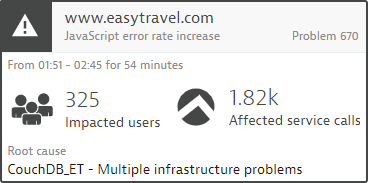 www.easytravel.com
JavaScript error rate increase Problem 670
From 01:51 - 02:45 for 54 minutes
325 1.82k
Impacted users Affected service calls
Root cause
CouchDB_ET - Multiple infrastructure problems